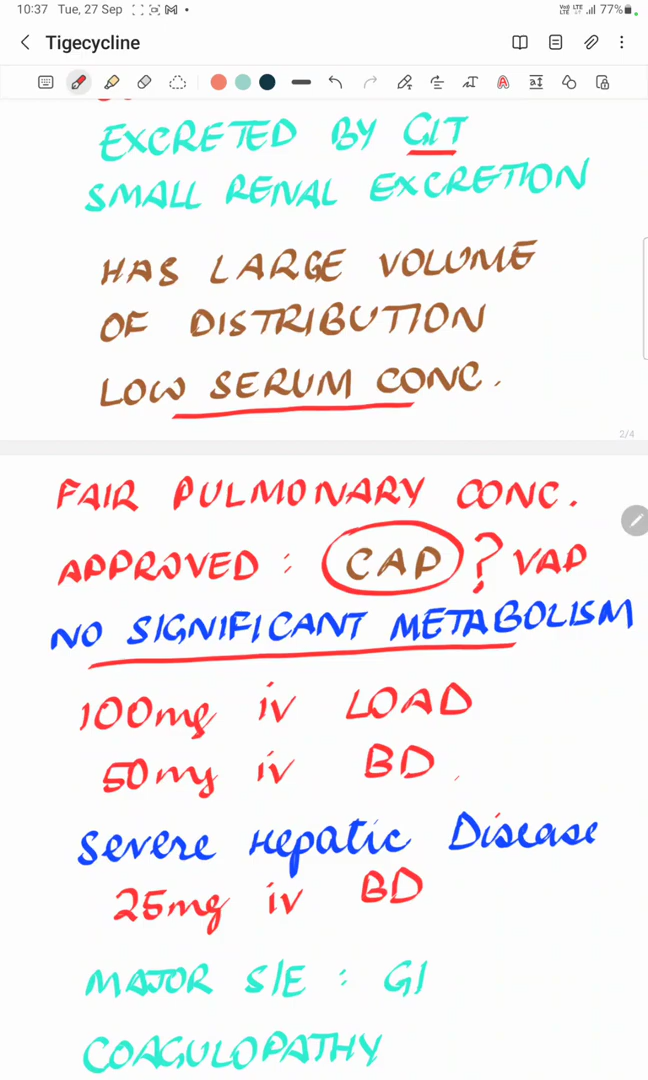 10:37 Tue, 27 Sep
77%
Tigecycline
EXCRETED BY GIT
SMALL RENAL EXCRETION
HAS LARGE VOLUME
OF DISTRIBUTION
LOW SERUM CONC.
2/4
FAIR PULMONARY CONC.
APPROVED : CAP ? VAP
NO SIGNIFICANT METABOLISM
100mg iv LOAD
50mg iv BD
Severe Hepatic Disease
25mg iv BD
MAJOR S/E : GI
COAGULOPATHY